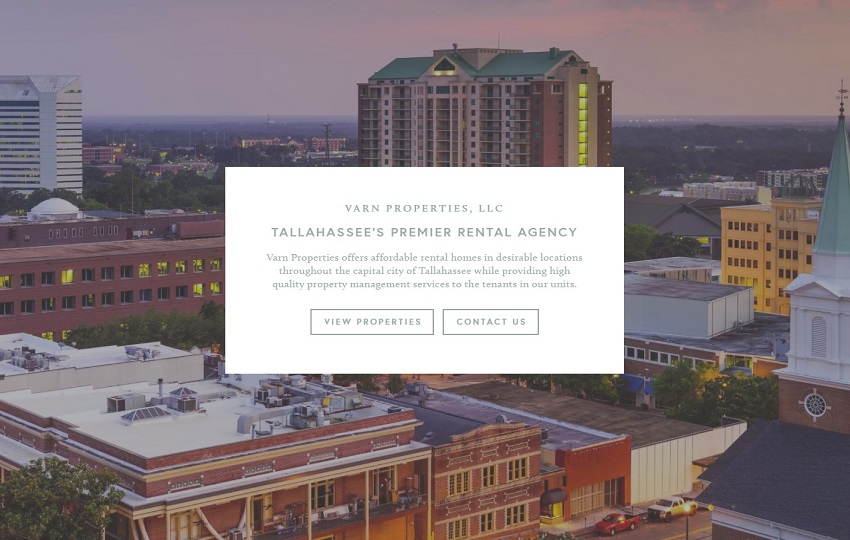 VARN PROPERTIES, LLC
TALLAHASSEE'S PREMIER RENTAL AGENCY
Varn Properties offers affordable rental homes in desirable locations
throughout the capital city of Tallahassee while providing high
quality property management services to the tenants in our units.
VIEW PROPERTIES CONTACT US